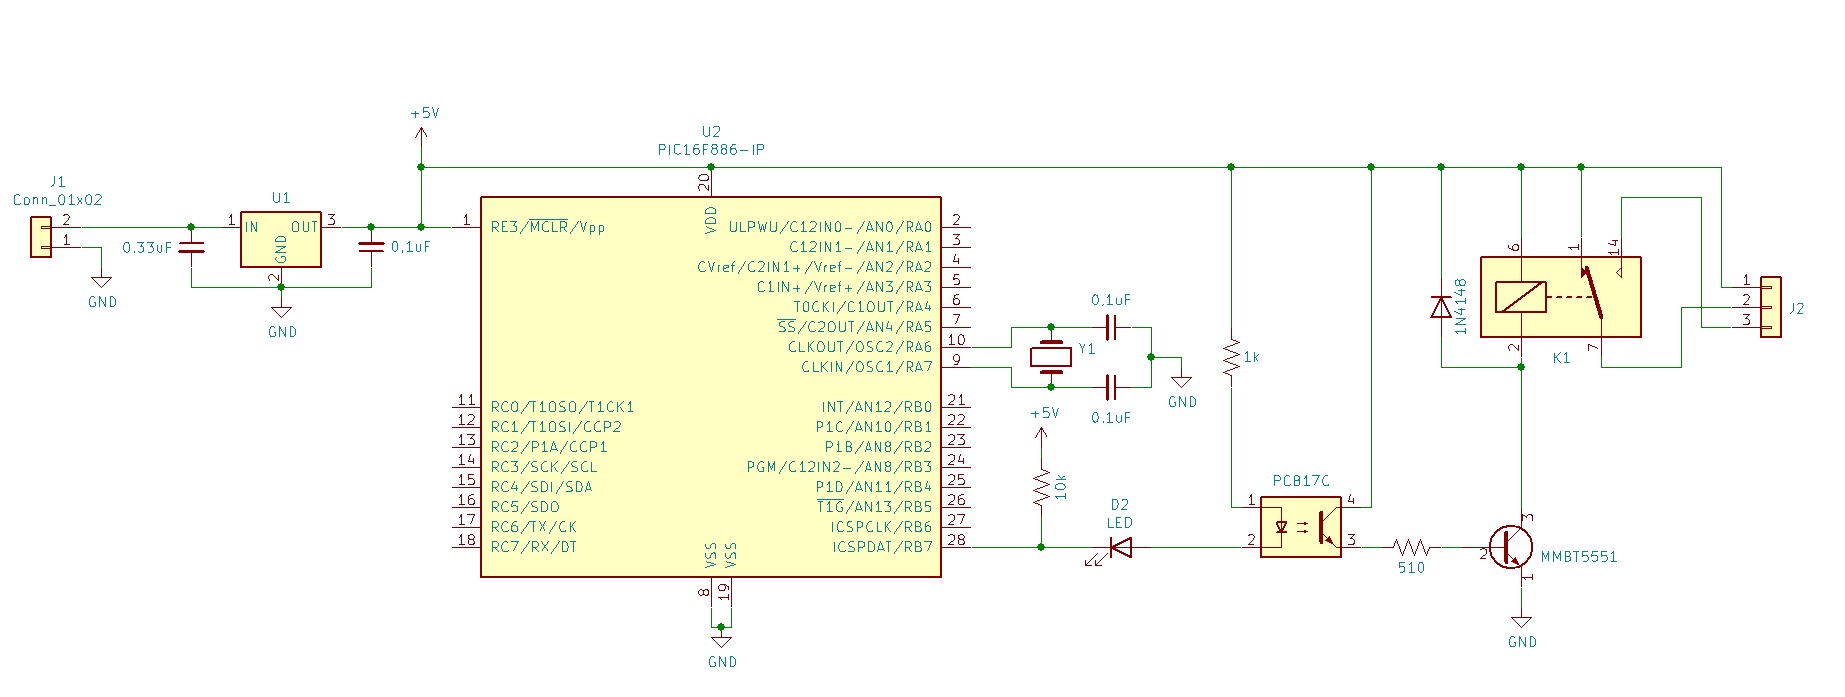 +5V
U2
PIC16F886-IP
J1
Conn_01x02
2
1
GND
0.33uF
U1
1 IN OUT 3
GND
2
GND
0,1uF
20
VDD
1 RE3/MCLR/Vpp
ULPWU/C12IN0-/AN0/RA0 2
C12IN1-/AN1/RA1 3
CVref/C2IN1+/Vref-/AN2/RA2 4
C1IN+/Vref+/AN3/RA3 5
T0CKI/C1OUT/RA4 6
SS/C2OUT/AN4/RA5 7
CLKOUT/OSC2/RA6 10
CLKIN/OSC1/RA7 9
11 RC0/T1OSO/T1CK1
12 RC1/T1OSI/CCP2
13 RC2/P1A/CCP1
14 RC3/SCK/SCL
15 RC4/SDI/SDA
16 RC5/SDO
17 RC6/TX/CK
18 RC7/RX/DT
INT/AN12/RB0 21
P1C/AN10/RB1 22
P1B/AN8/RB2 23
PGM/C12IN2-/AN8/RB3 24
P1D/AN11/RB4 25
T1G/AN13/RB5 26
ICSPCLK/RB6 27
ICSPDAT/RB7 28
VSS VSS
8 19
GND
0.1uF
Y1
0.1uF
GND
+5V
10k
D2
LED
1k
PC817C
1 4
2 3
510
6 1 14
1N4148
2 7
K1
1
2
3
J2
3
2
1
MMBT5551
GND